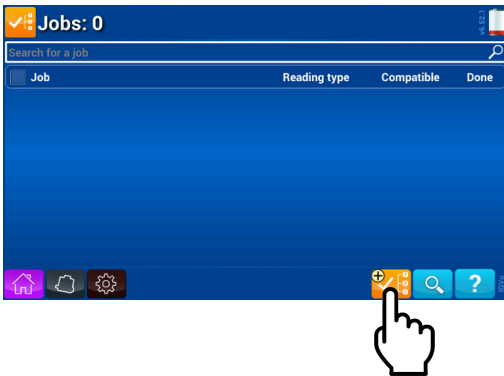 Jobs: 0
v6.52.1
Search for a job
Job Reading type Compatible Done
?